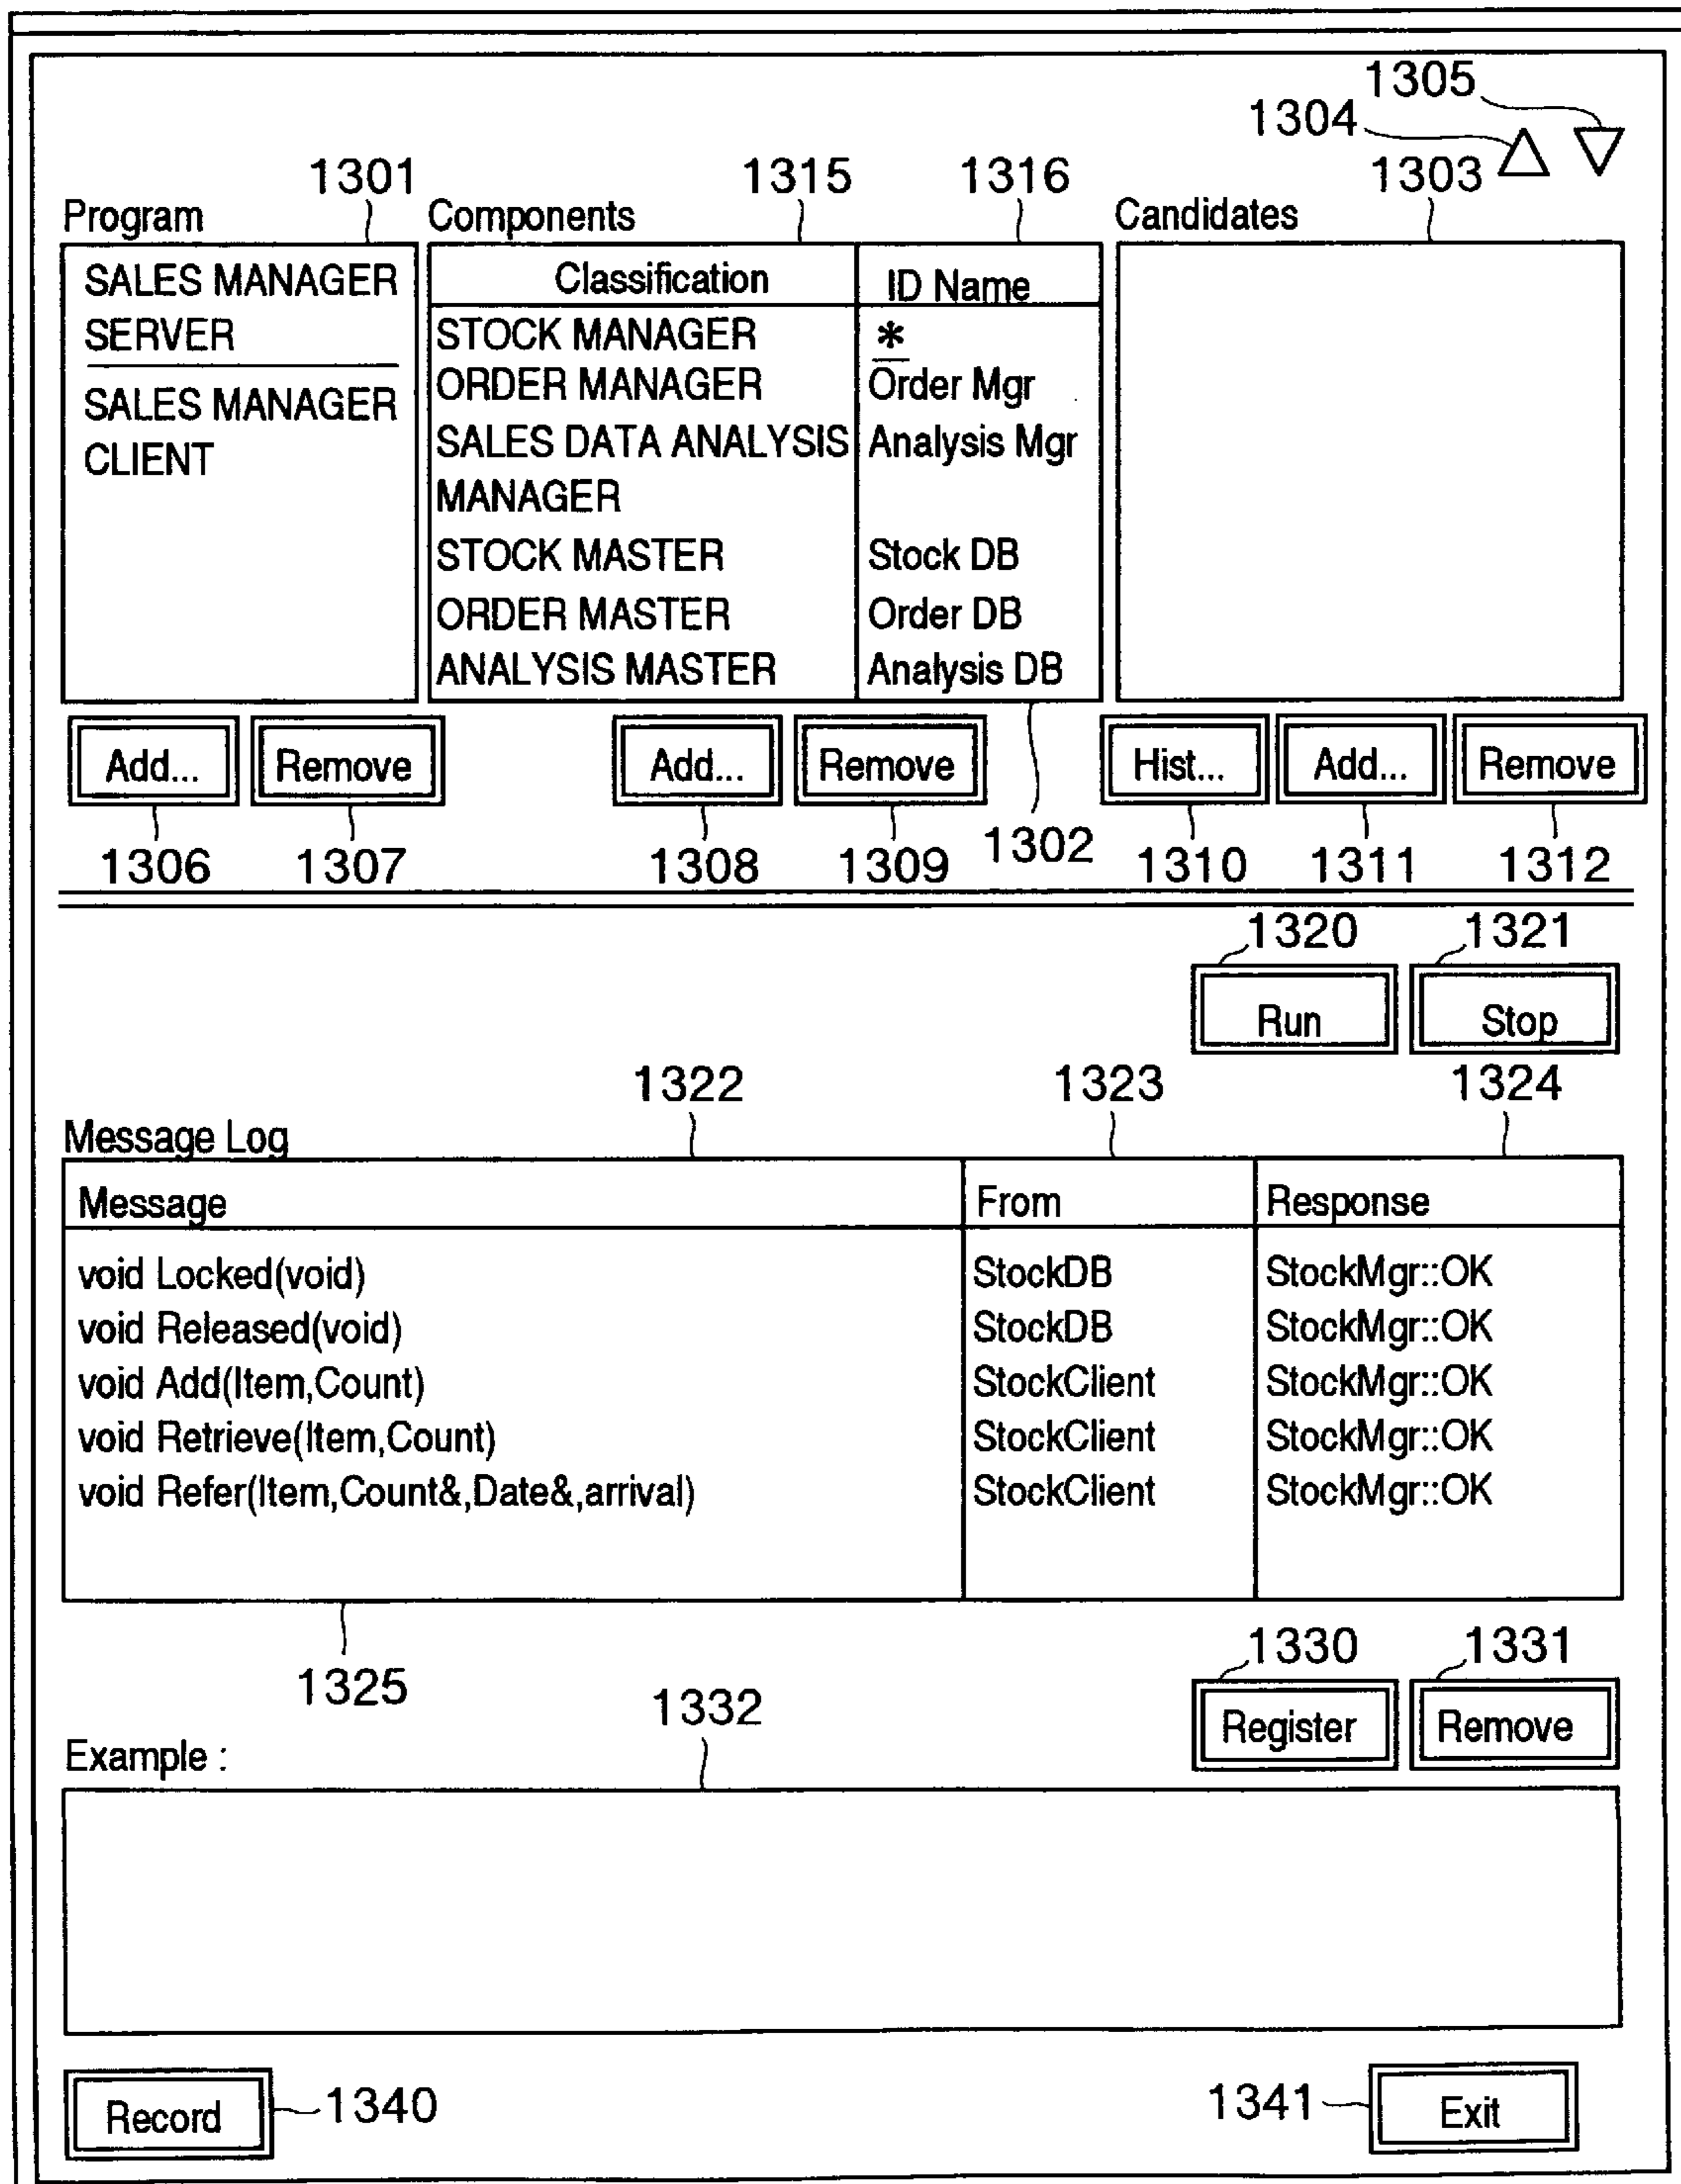 1305
1304
1301 1315 1316 1303
Program Components Candidates
SALES MANAGER Classification ID Name
SERVER STOCK MANAGER *
ORDER MANAGER Order Mgr
SALES MANAGER SALES DATA ANALYSIS Analysis Mgr
CLIENT MANAGER
STOCK MASTER Stock DB
ORDER MASTER Order DB
ANALYSIS MASTER Analysis DB
Add... Remove Add... Remove Hist... Add... Remove
1306 1307 1308 1309 1302 1310 1311 1312
1320 1321
Run Stop
1322 1323 1324
Message Log
Message From Response
void Locked(void) StockDB StockMgr::OK
void Released(void) StockDB StockMgr::OK
void Add(Item,Count) StockClient StockMgr::OK
void Retrieve(Item,Count) StockClient StockMgr::OK
void Refer(Item,Count&,Date&,arrival) StockClient StockMgr::OK
1325 1332 1330 1331
Register Remove
Example :
Record 1340 1341 Exit